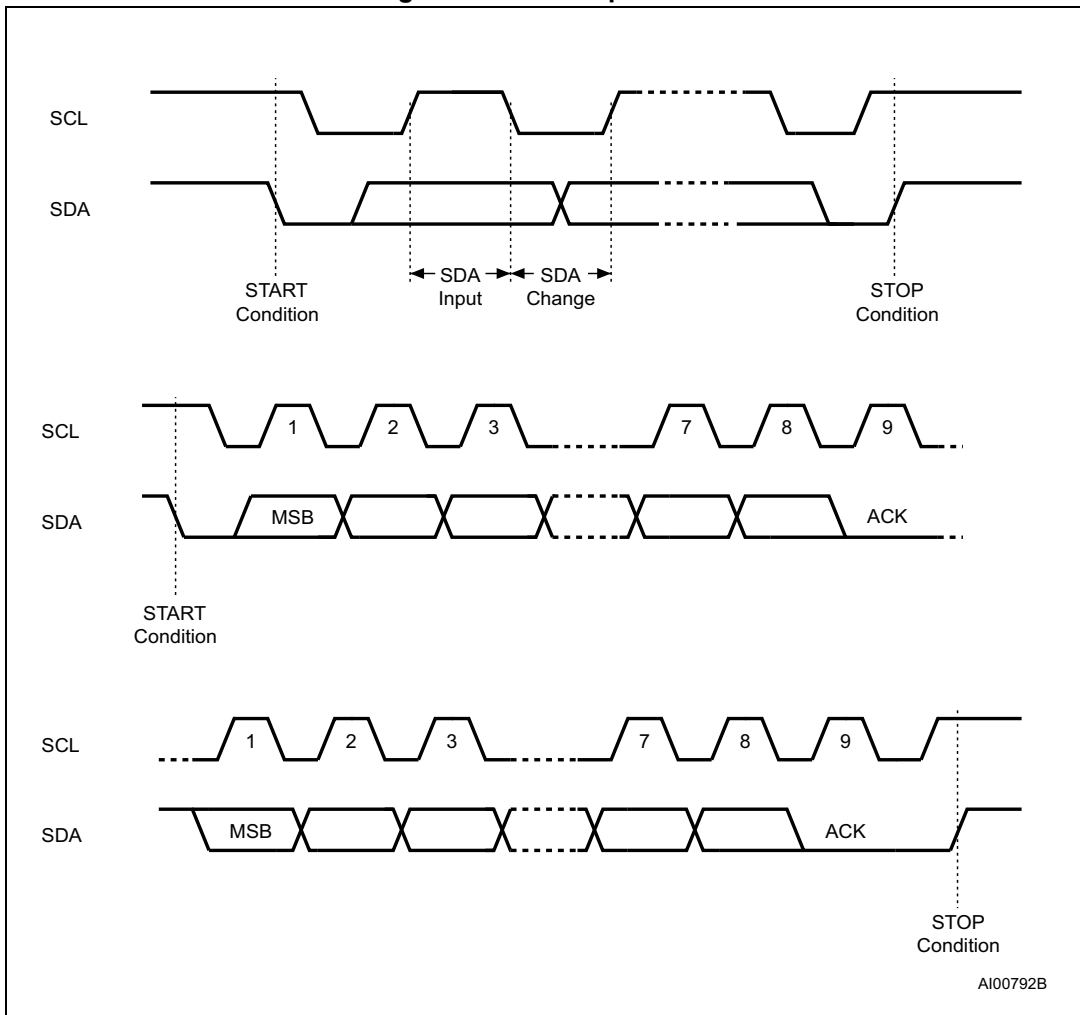 SCL
SDA
SDA
Input
SDA
Change
START
Condition
STOP
Condition
SCL
1 2 3 7 8 9
SDA
MSB
ACK
START
Condition
SCL
1 2 3 7 8 9
SDA
MSB
ACK
STOP
Condition
AI00792B